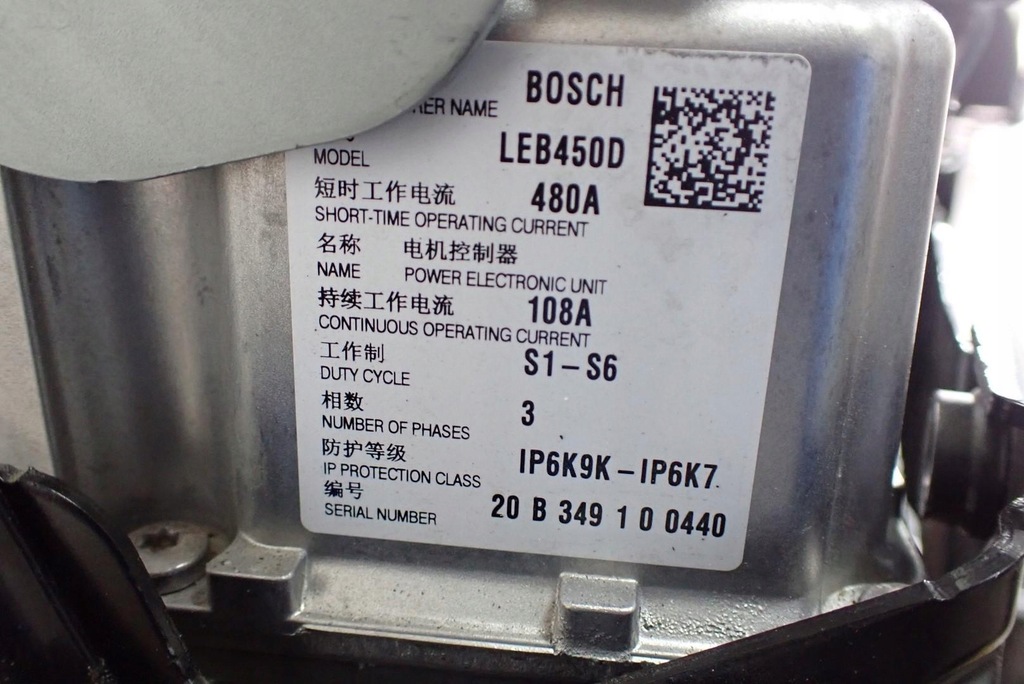 RER NAME BOSCH
MODEL LEB450D
短时工作电流 480A
SHORT-TIME OPERATING CURRENT
名称 电机控制器
NAME POWER ELECTRONIC UNIT
持续工作电流 108A
CONTINUOUS OPERATING CURRENT
工作制 S1-S6
DUTY CYCLE
相数 3
NUMBER OF PHASES
防护等级 IP6K9K-IP6K7
IP PROTECTION CLASS
编号 20 B 349 1 0 0440
SERIAL NUMBER